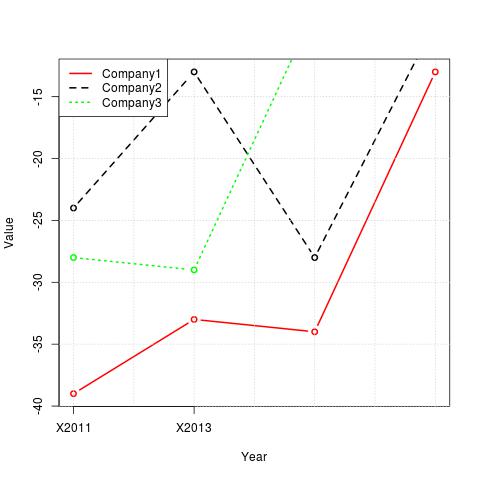 Company1
Company2
Company3
-15
-20
-25
-30
-35
-40
Value
X2011
X2013
Year